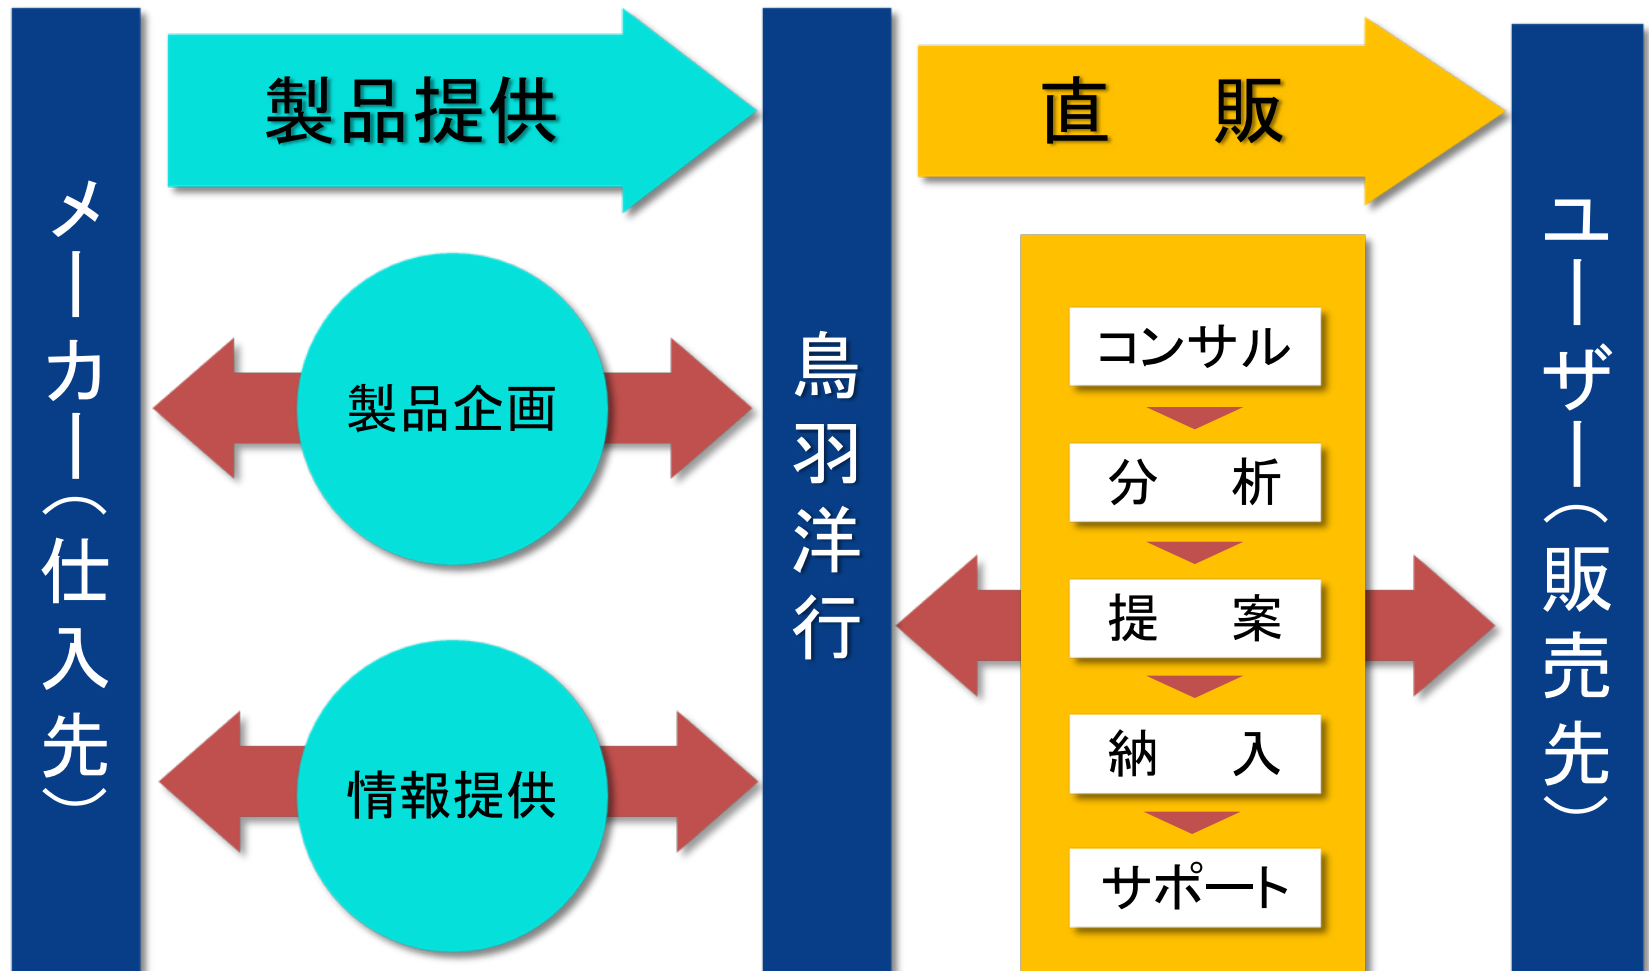 メーカー(仕入先)
製品提供
製品企画
情報提供
鳥羽洋行
直　販
コンサル
分　析
提　案
納　入
サポート
ユーザー(販売先)